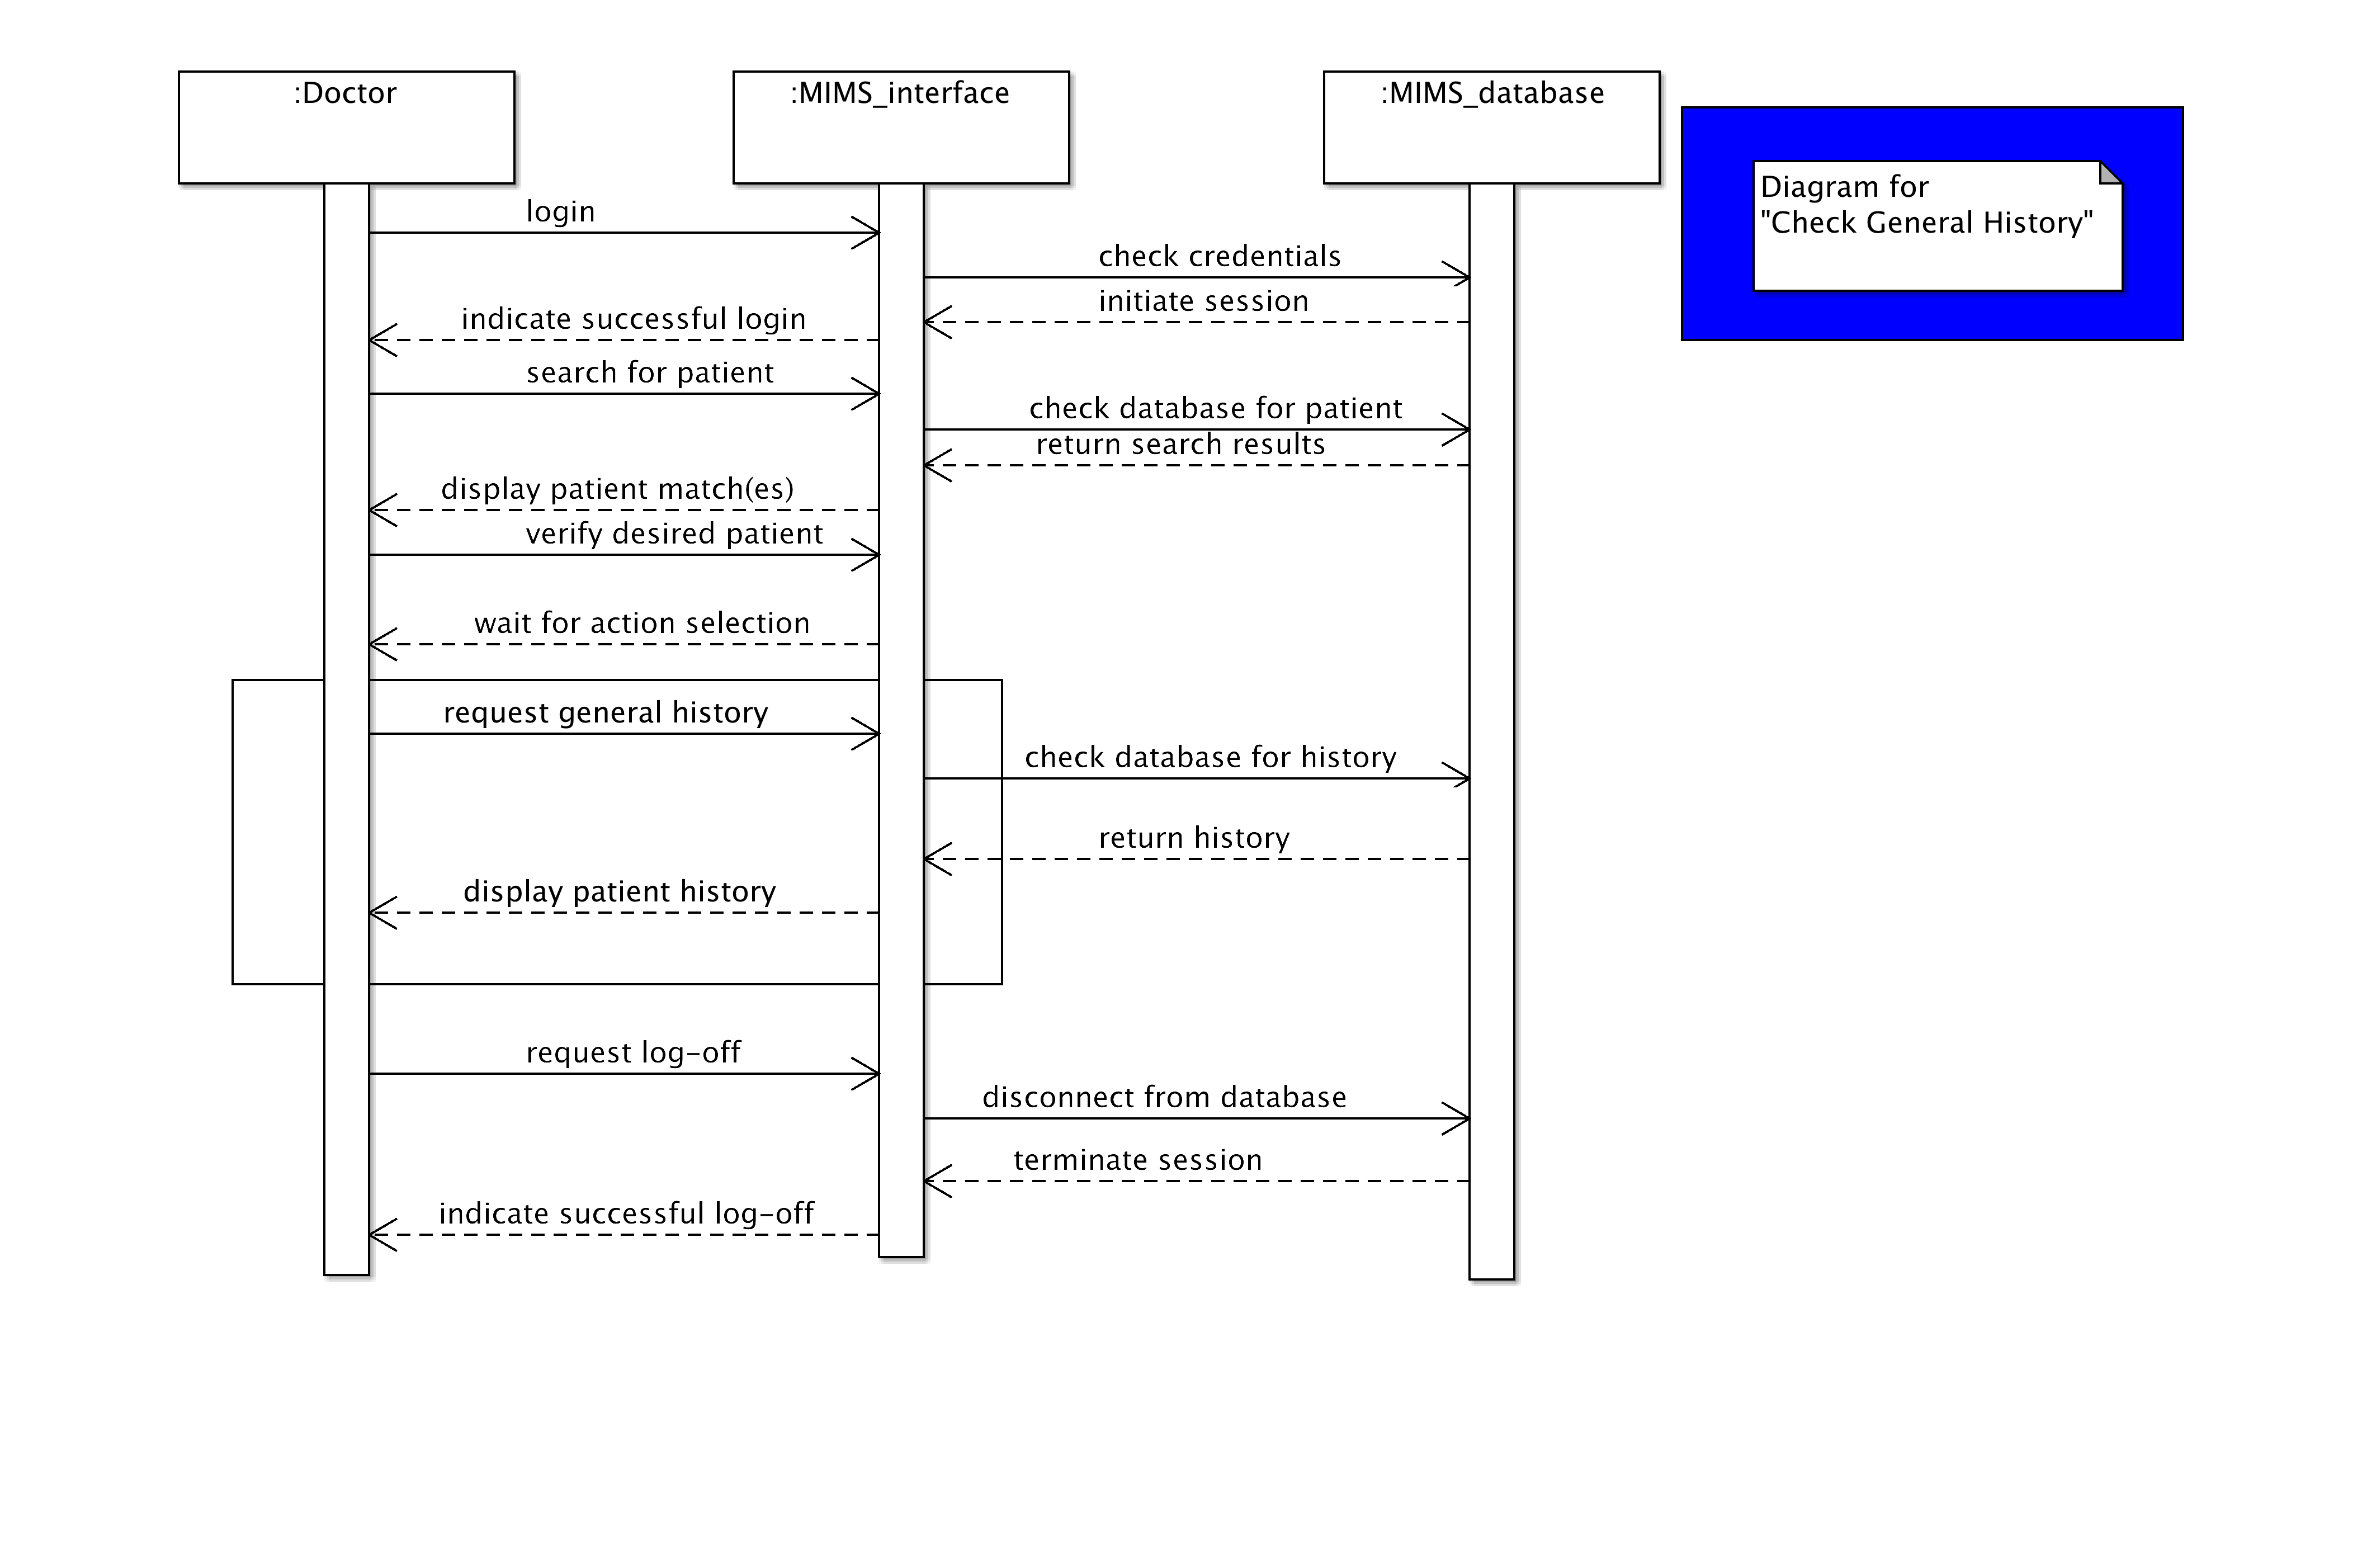 :Doctor
:MIMS_interface
:MIMS_database
Diagram for
"Check General History"
login
check credentials
initiate session
indicate successful login
search for patient
check database for patient
return search results
display patient match(es)
verify desired patient
wait for action selection
request general history
check database for history
return history
display patient history
request log-off
disconnect from database
terminate session
indicate successful log-off